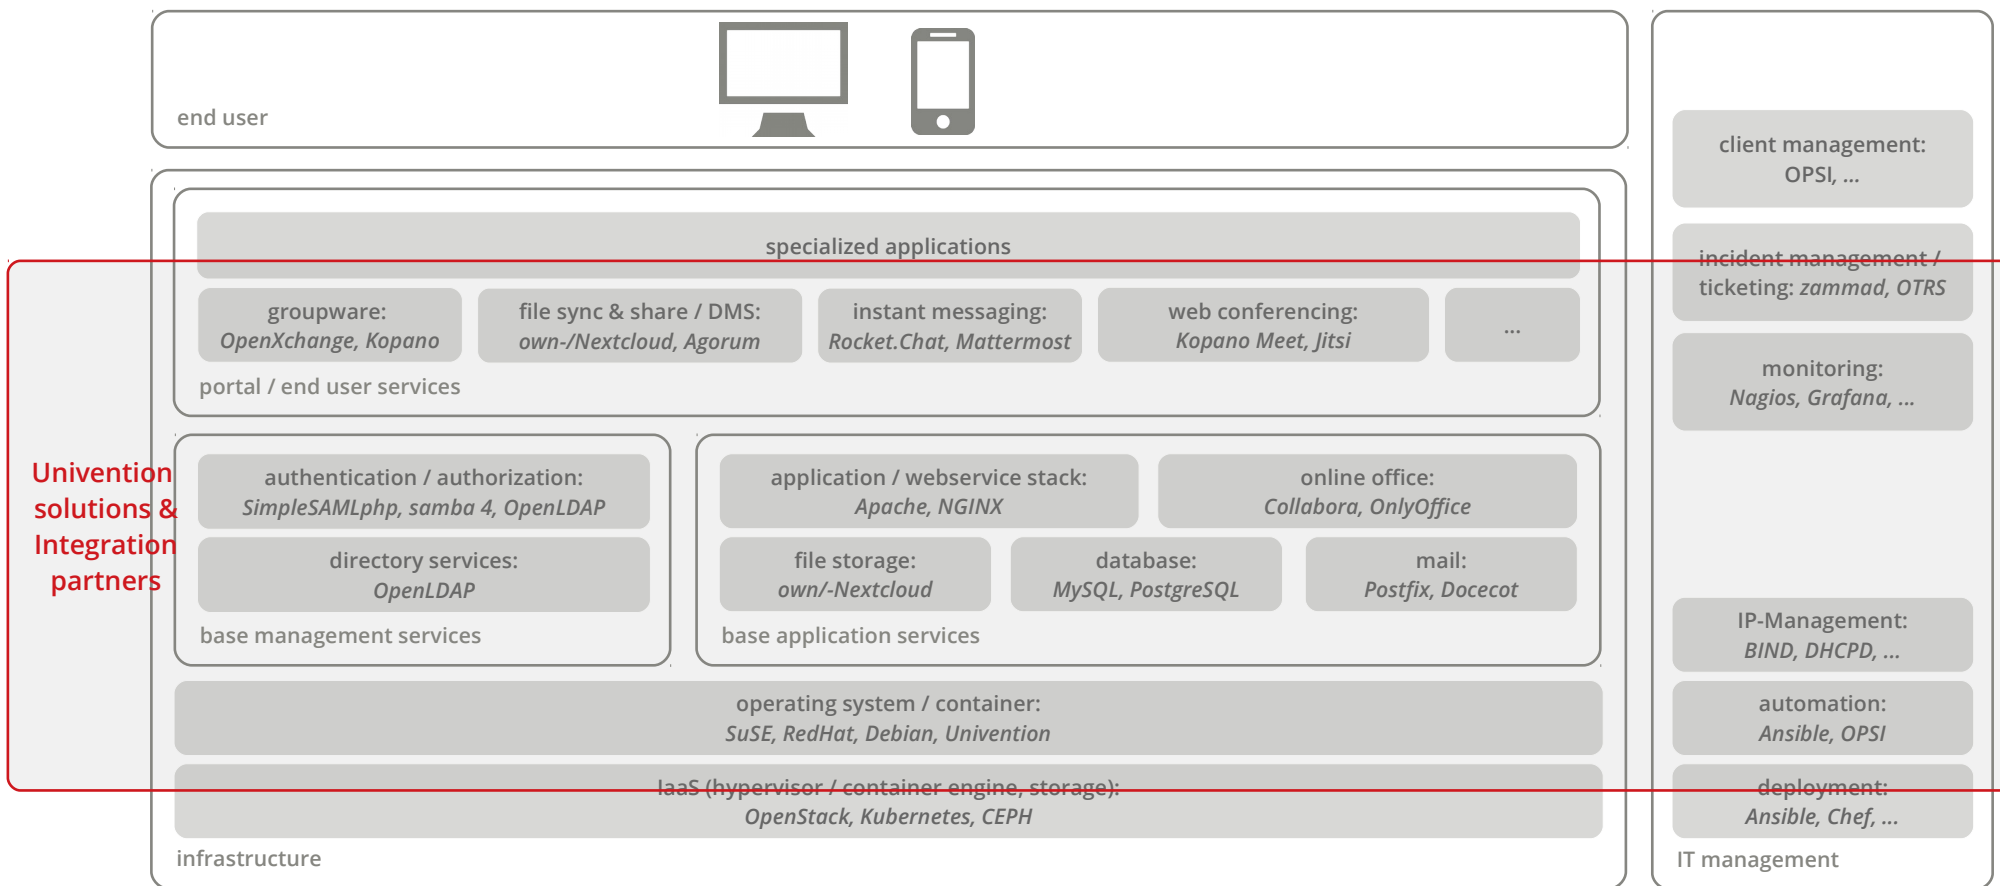 end user
specialized applications
groupware:
OpenXchange, Kopano
file sync & share / DMS:
own-/Nextcloud, Agorum
instant messaging:
Rocket.Chat, Mattermost
web conferencing:
Kopano Meet, Jitsi
...
portal / end user services
Univention
solutions &
Integration
partners
authentication / authorization:
SimpleSAMLphp, samba 4, OpenLDAP
directory services:
OpenLDAP
base management services
application / webservice stack:
Apache, NGINX
online office:
Collabora, OnlyOffice
file storage:
own/-Nextcloud
database:
MySQL, PostgreSQL
mail:
Postfix, Docecot
base application services
operating system / container:
SuSE, RedHat, Debian, Univention
IaaS (hypervisor / container engine, storage):
OpenStack, Kubernetes, CEPH
infrastructure
client management:
OPSI, ...
incident management /
ticketing: zammad, OTRS
monitoring:
Nagios, Grafana, ...
IP-Management:
BIND, DHCPD, ...
automation:
Ansible, OPSI
deployment:
Ansible, Chef, ...
IT management